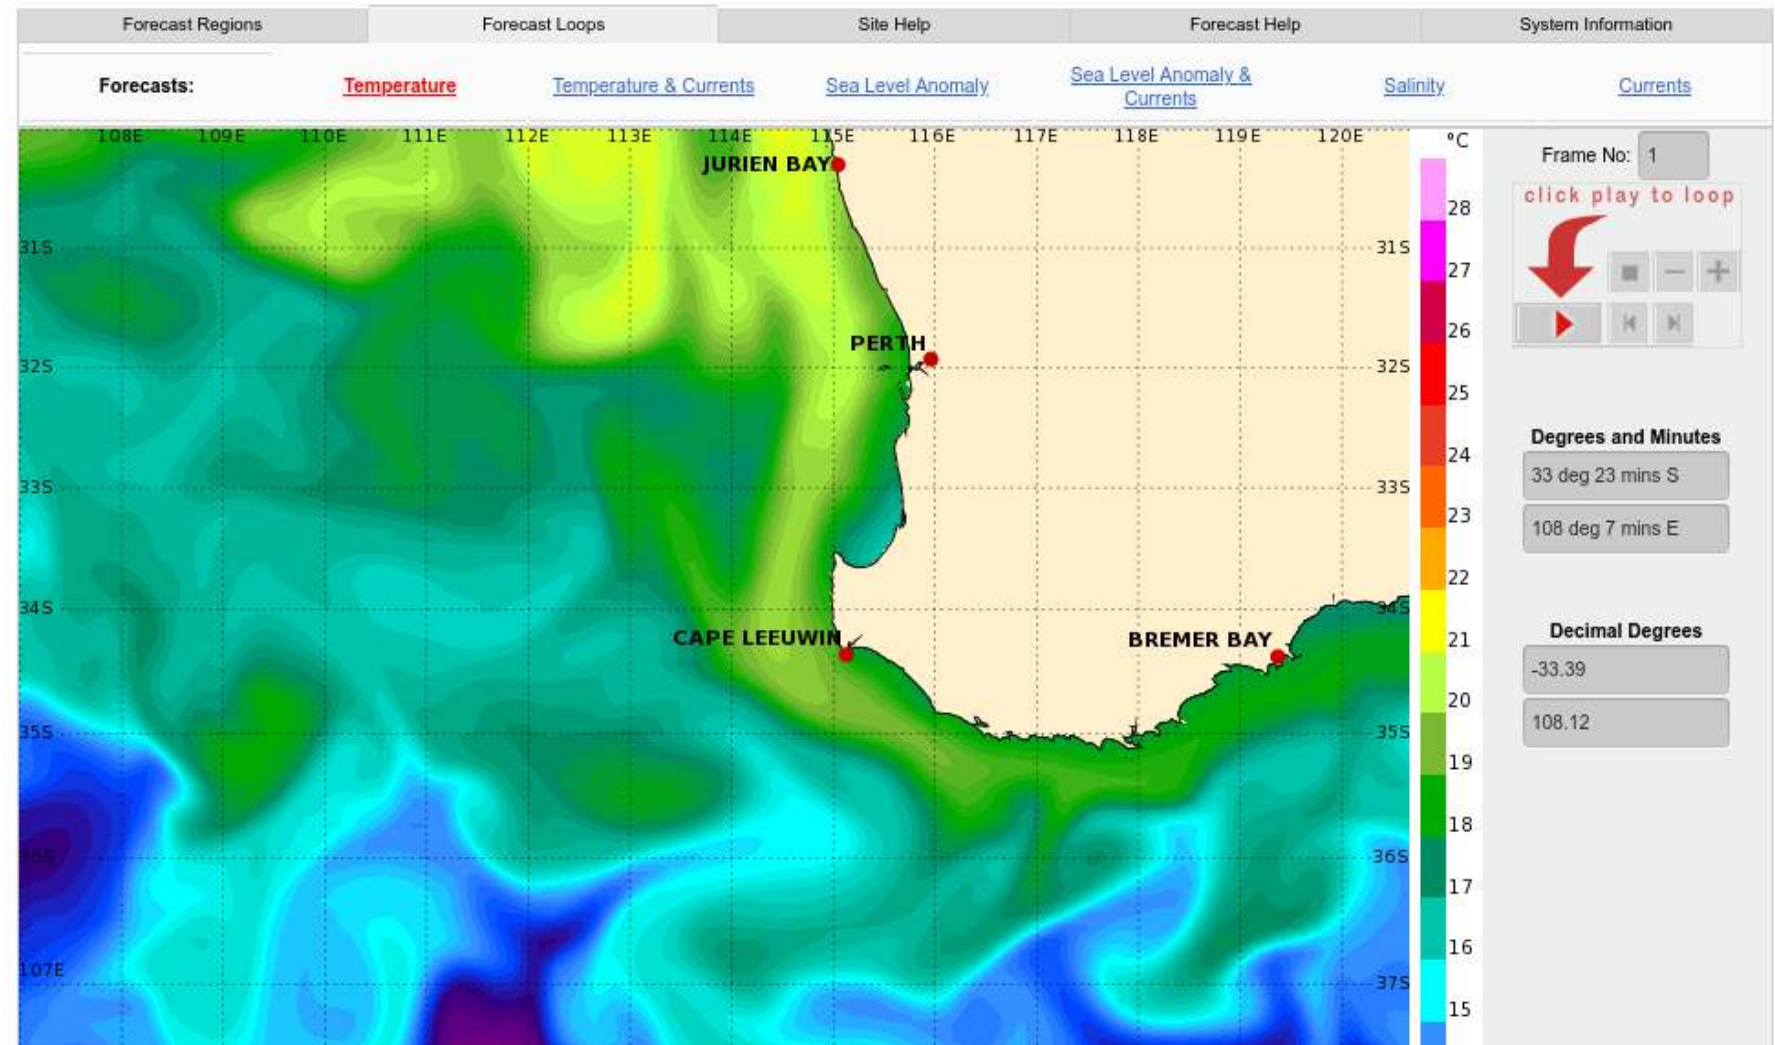 Forecast Regions
Forecast Loops
Site Help
Forecast Help
System Information
Forecasts:
Temperature
Temperature & Currents
Sea Level Anomaly
Sea Level Anomaly &
Currents
Salinity
Currents
108E 109E 110E 111E 112E 113E 114E 115E 116E 117E 118E 119E 120E
°C
Frame No: 1
JURIEN BAY
click play to loop
28
31S
31S
27
26
PERTH
32S
32S
25
Degrees and Minutes
24
33 deg 23 mins S
33S
33S
23
108 deg 7 mins E
22
34S
34S
CAPE LEEUWIN
BREMER BAY
21
Decimal Degrees
-33.39
20
108.12
35S
35S
19
18
36S
36S
17
16
107E
37S
15